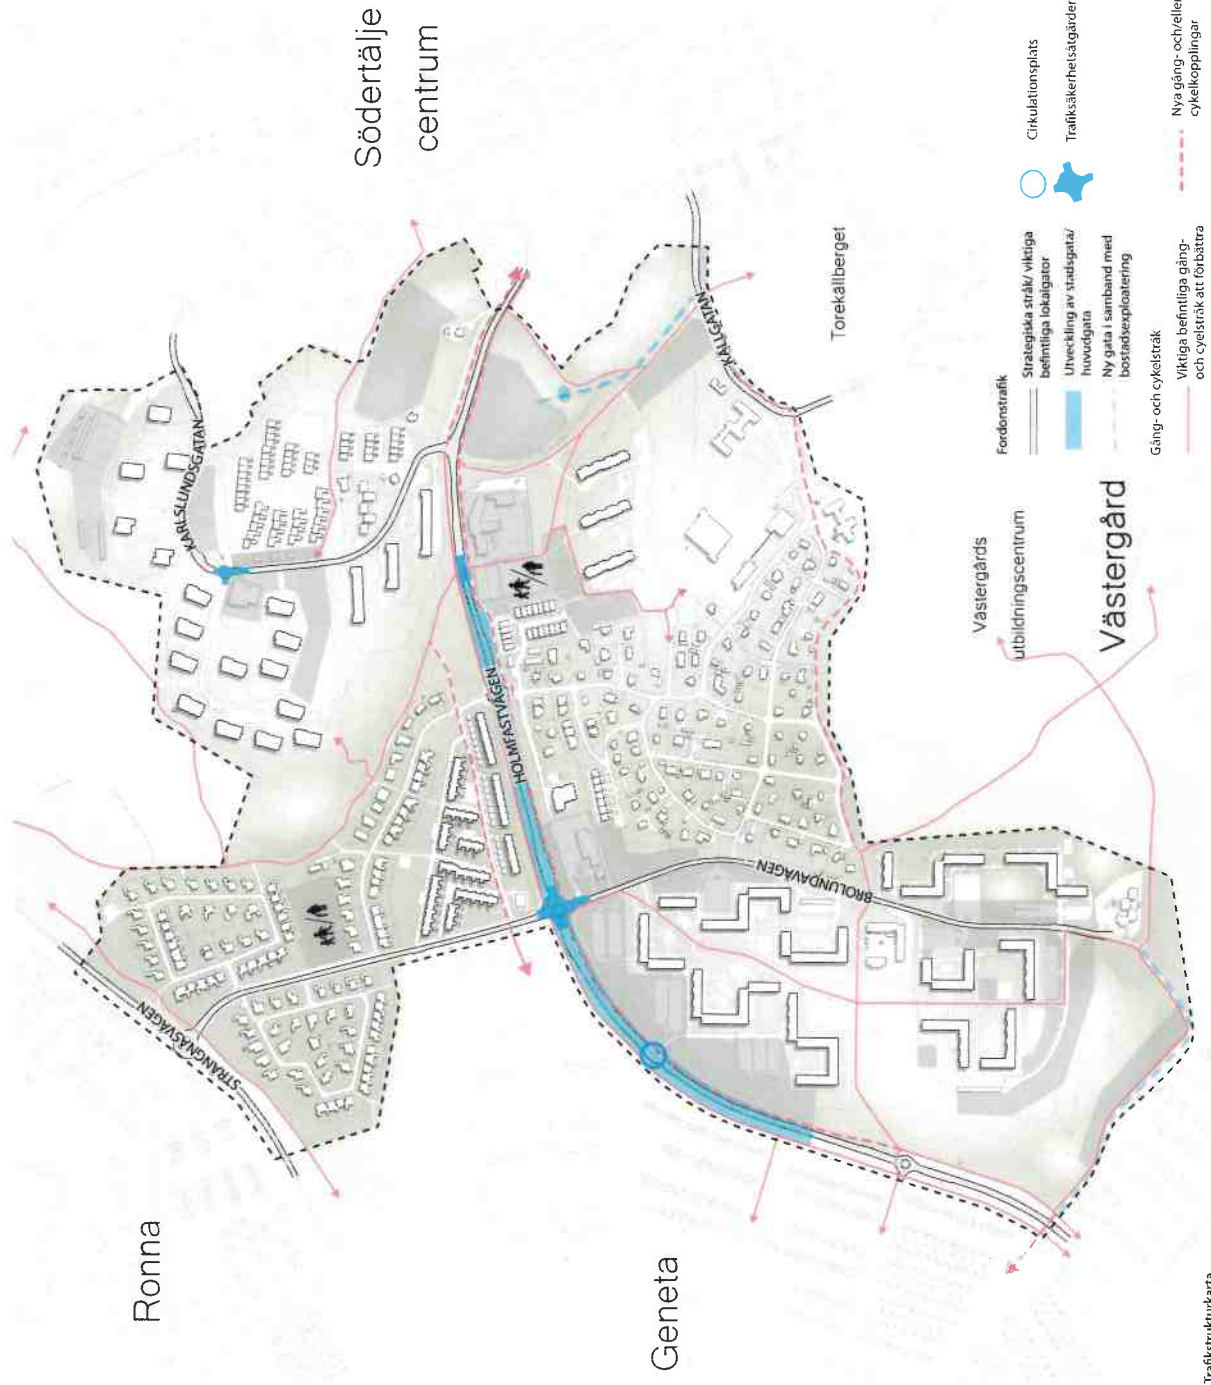 Södertälje
centrum
KARLSLUNDSGATAN
KÄLLGATAN
Torekällberget
HOLMFASTVÄGEN
STRÄNGNÄSVÄGEN
BROLUNDAVÄGEN
Ronna
Geneta
Västergårds
utbildningscentrum
Västergård
Fordonstrafik
Strategiska stråk/ viktiga
befintliga lokalgator
Utveckling av stadsgata/
huvudgata
Ny gata i samband med
bostadsexploatering
Gång- och cykelstråk
Viktiga befintliga gång-
och cyelstråk att förbättra
Cirkulationsplats
Trafiksäkerhetsåtgärder
Nya gång- och/eller
cykelkopplingar
Trafikstrukturkarta